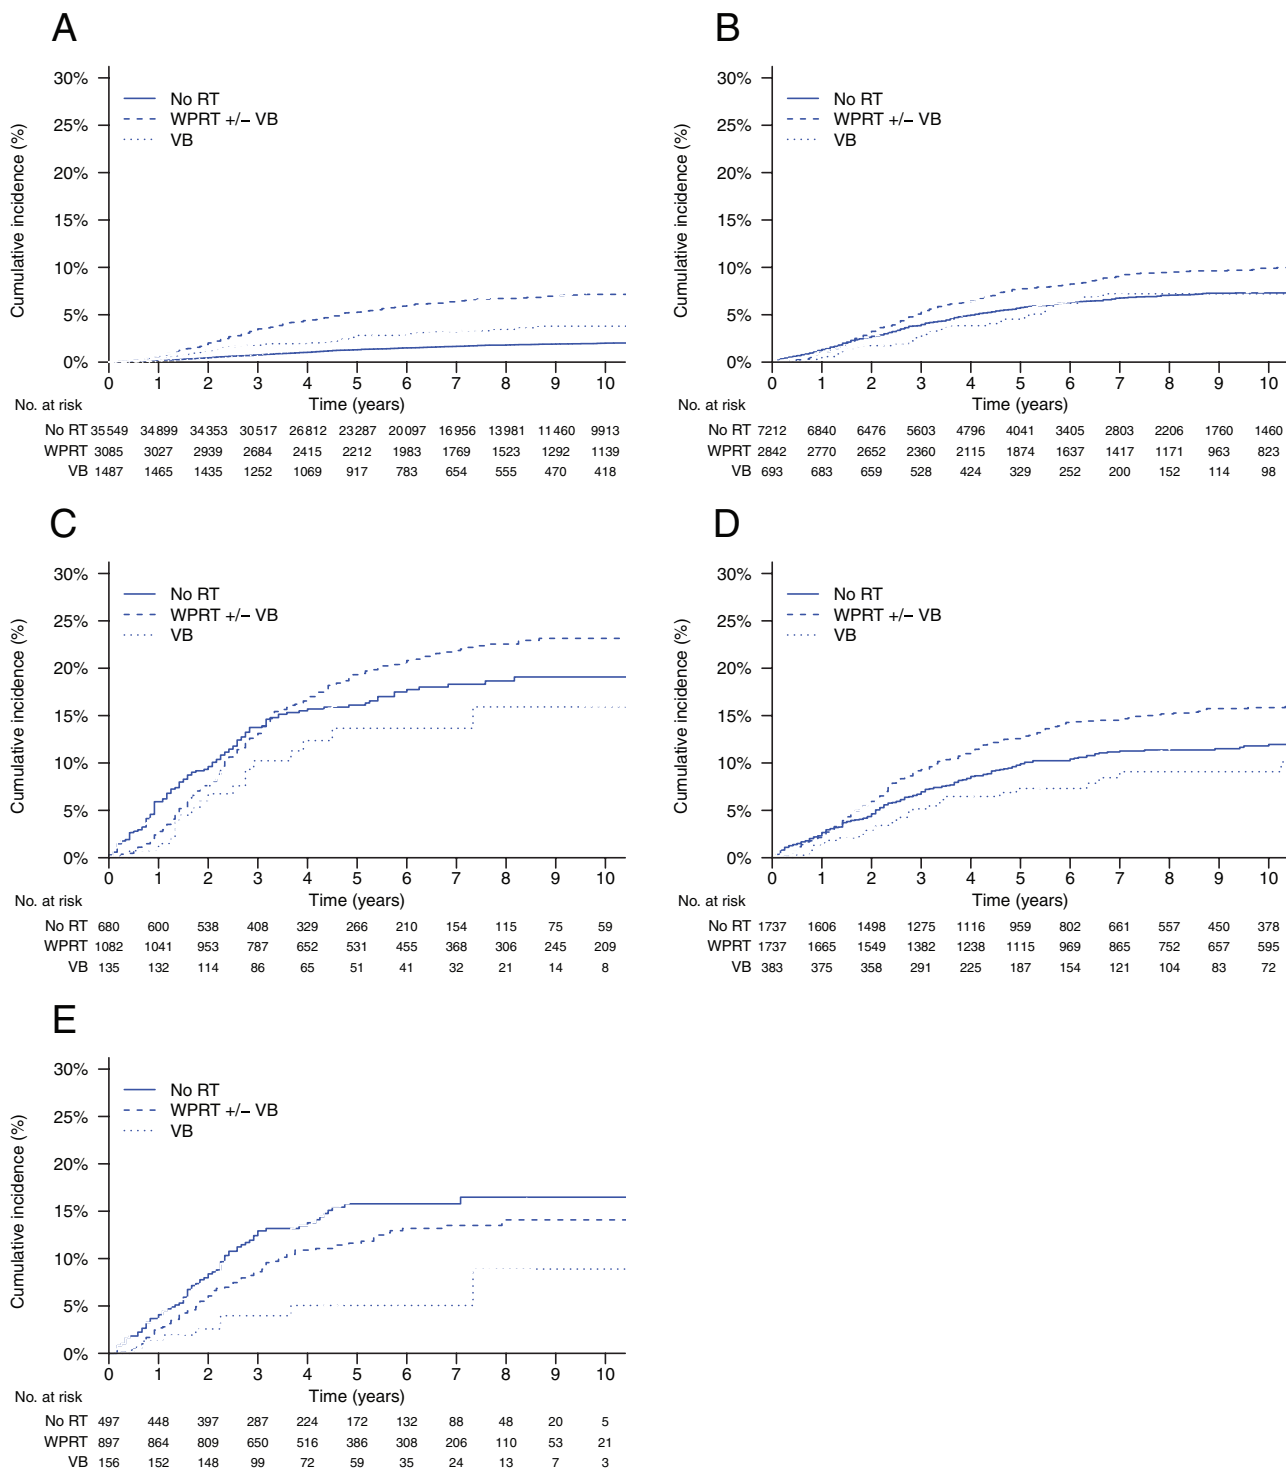 A
Cumulative incidence (%)
30%
25%
20%
15%
10%
5%
0%
No RT
WPRT +/– VB
VB
0 1 2 3 4 5 6 7 8 9 10
No. at risk Time (years)
No RT 35549 34899 34353 30517 26812 23287 20097 16956 13981 11460 9913
WPRT 3085 3027 2939 2684 2415 2212 1983 1769 1523 1292 1139
VB 1487 1465 1435 1252 1069 917 783 654 555 470 418
B
Cumulative incidence (%)
30%
25%
20%
15%
10%
5%
0%
No RT
WPRT +/– VB
VB
0 1 2 3 4 5 6 7 8 9 10
No. at risk Time (years)
No RT 7212 6840 6476 5603 4796 4041 3405 2803 2206 1760 1460
WPRT 2842 2770 2652 2360 2115 1874 1637 1417 1171 963 823
VB 693 683 659 528 424 329 252 200 152 114 98
C
Cumulative incidence (%)
30%
25%
20%
15%
10%
5%
0%
No RT
WPRT +/– VB
VB
0 1 2 3 4 5 6 7 8 9 10
No. at risk Time (years)
No RT 680 600 538 408 329 266 210 154 115 75 59
WPRT 1082 1041 953 787 652 531 455 368 306 245 209
VB 135 132 114 86 65 51 41 32 21 14 8
D
Cumulative incidence (%)
30%
25%
20%
15%
10%
5%
0%
No RT
WPRT +/– VB
VB
0 1 2 3 4 5 6 7 8 9 10
No. at risk Time (years)
No RT 1737 1606 1498 1275 1116 959 802 661 557 450 378
WPRT 1737 1665 1549 1382 1238 1115 969 865 752 657 595
VB 383 375 358 291 225 187 154 121 104 83 72
E
Cumulative incidence (%)
30%
25%
20%
15%
10%
5%
0%
No RT
WPRT +/– VB
VB
0 1 2 3 4 5 6 7 8 9 10
No. at risk Time (years)
No RT 497 448 397 287 224 172 132 88 48 20 5
WPRT 897 864 809 650 516 386 308 206 110 53 21
VB 156 152 148 99 72 59 35 24 13 7 3